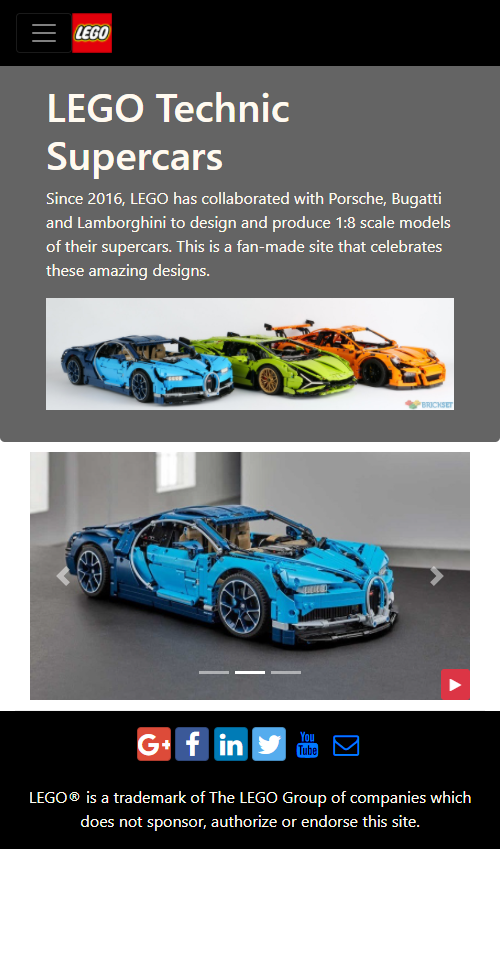 LEGO
LEGO Technic
Supercars
Since 2016, LEGO has collaborated with Porsche, Bugatti
and Lamborghini to design and produce 1:8 scale models
of their supercars. This is a fan-made site that celebrates
these amazing designs.
BRICKSET
G+ f in
You
Tube
LEGO® is a trademark of The LEGO Group of companies which
does not sponsor, authorize or endorse this site.